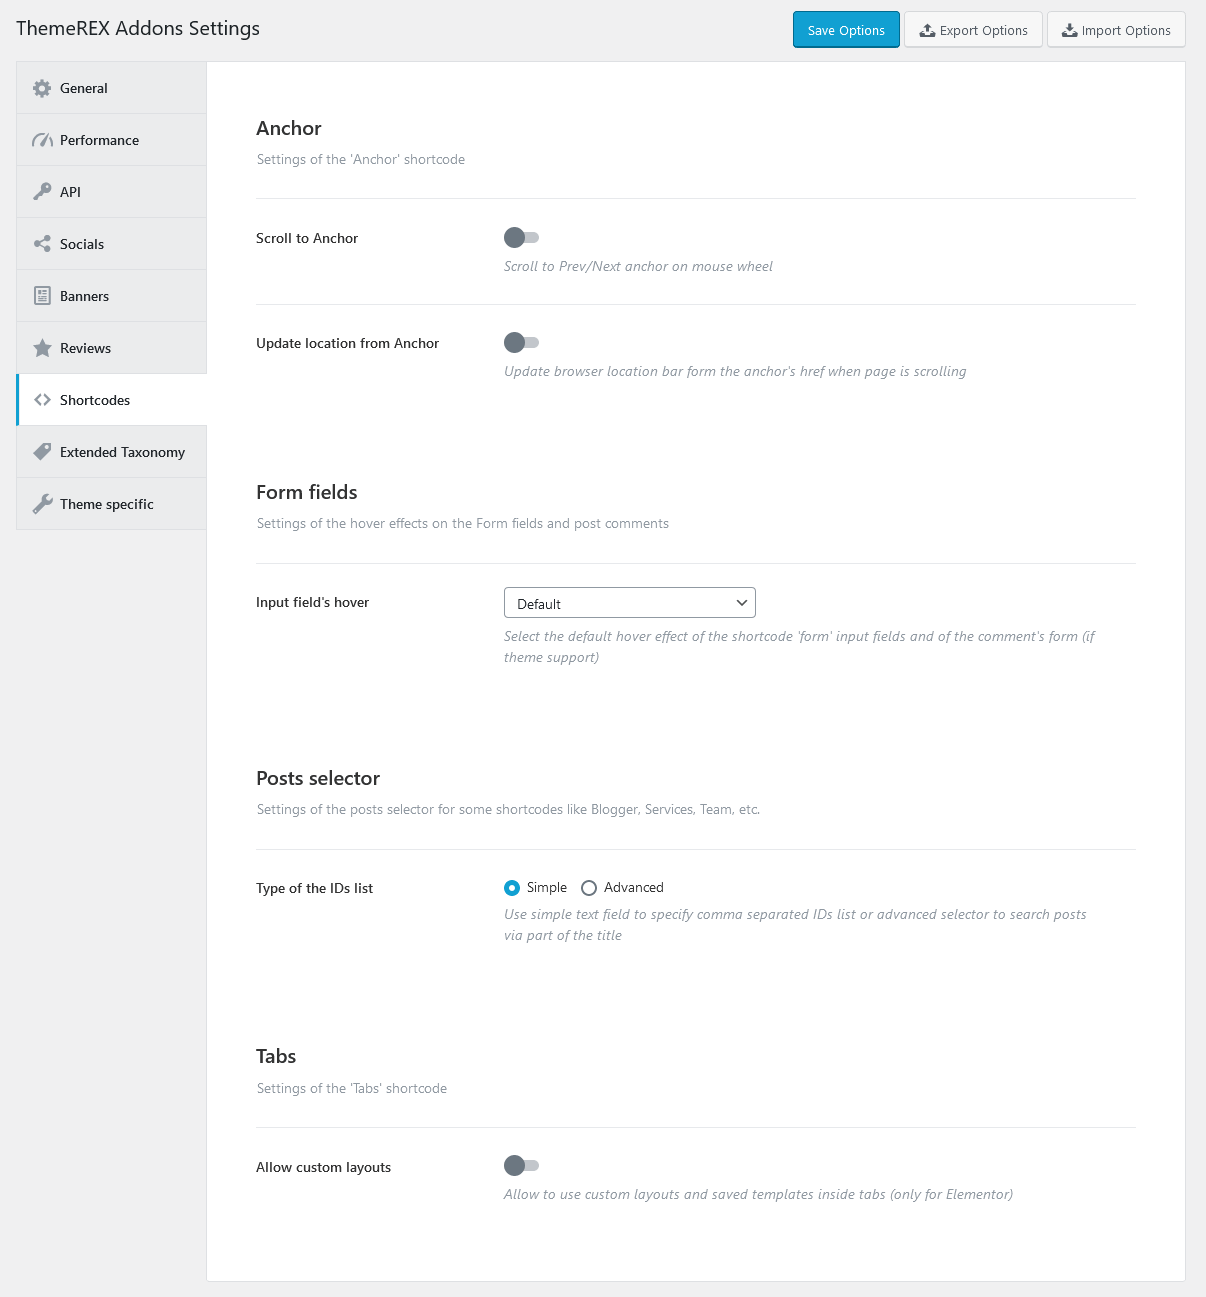 ThemeREX Addons Settings
Save Options
Export Options
Import Options
General
Performance
API
Socials
Banners
Reviews
Shortcodes
Extended Taxonomy
Theme specific
Anchor
Settings of the 'Anchor' shortcode
Scroll to Anchor
Scroll to Prev/Next anchor on mouse wheel
Update location from Anchor
Update browser location bar form the anchor's href when page is scrolling
Form fields
Settings of the hover effects on the Form fields and post comments
Input field's hover
Default
Select the default hover effect of the shortcode 'form' input fields and of the comment's form (if
theme support)
Posts selector
Settings of the posts selector for some shortcodes like Blogger, Services, Team, etc.
Type of the IDs list
Simple
Advanced
Use simple text field to specify comma separated IDs list or advanced selector to search posts
via part of the title
Tabs
Settings of the 'Tabs' shortcode
Allow custom layouts
Allow to use custom layouts and saved templates inside tabs (only for Elementor)